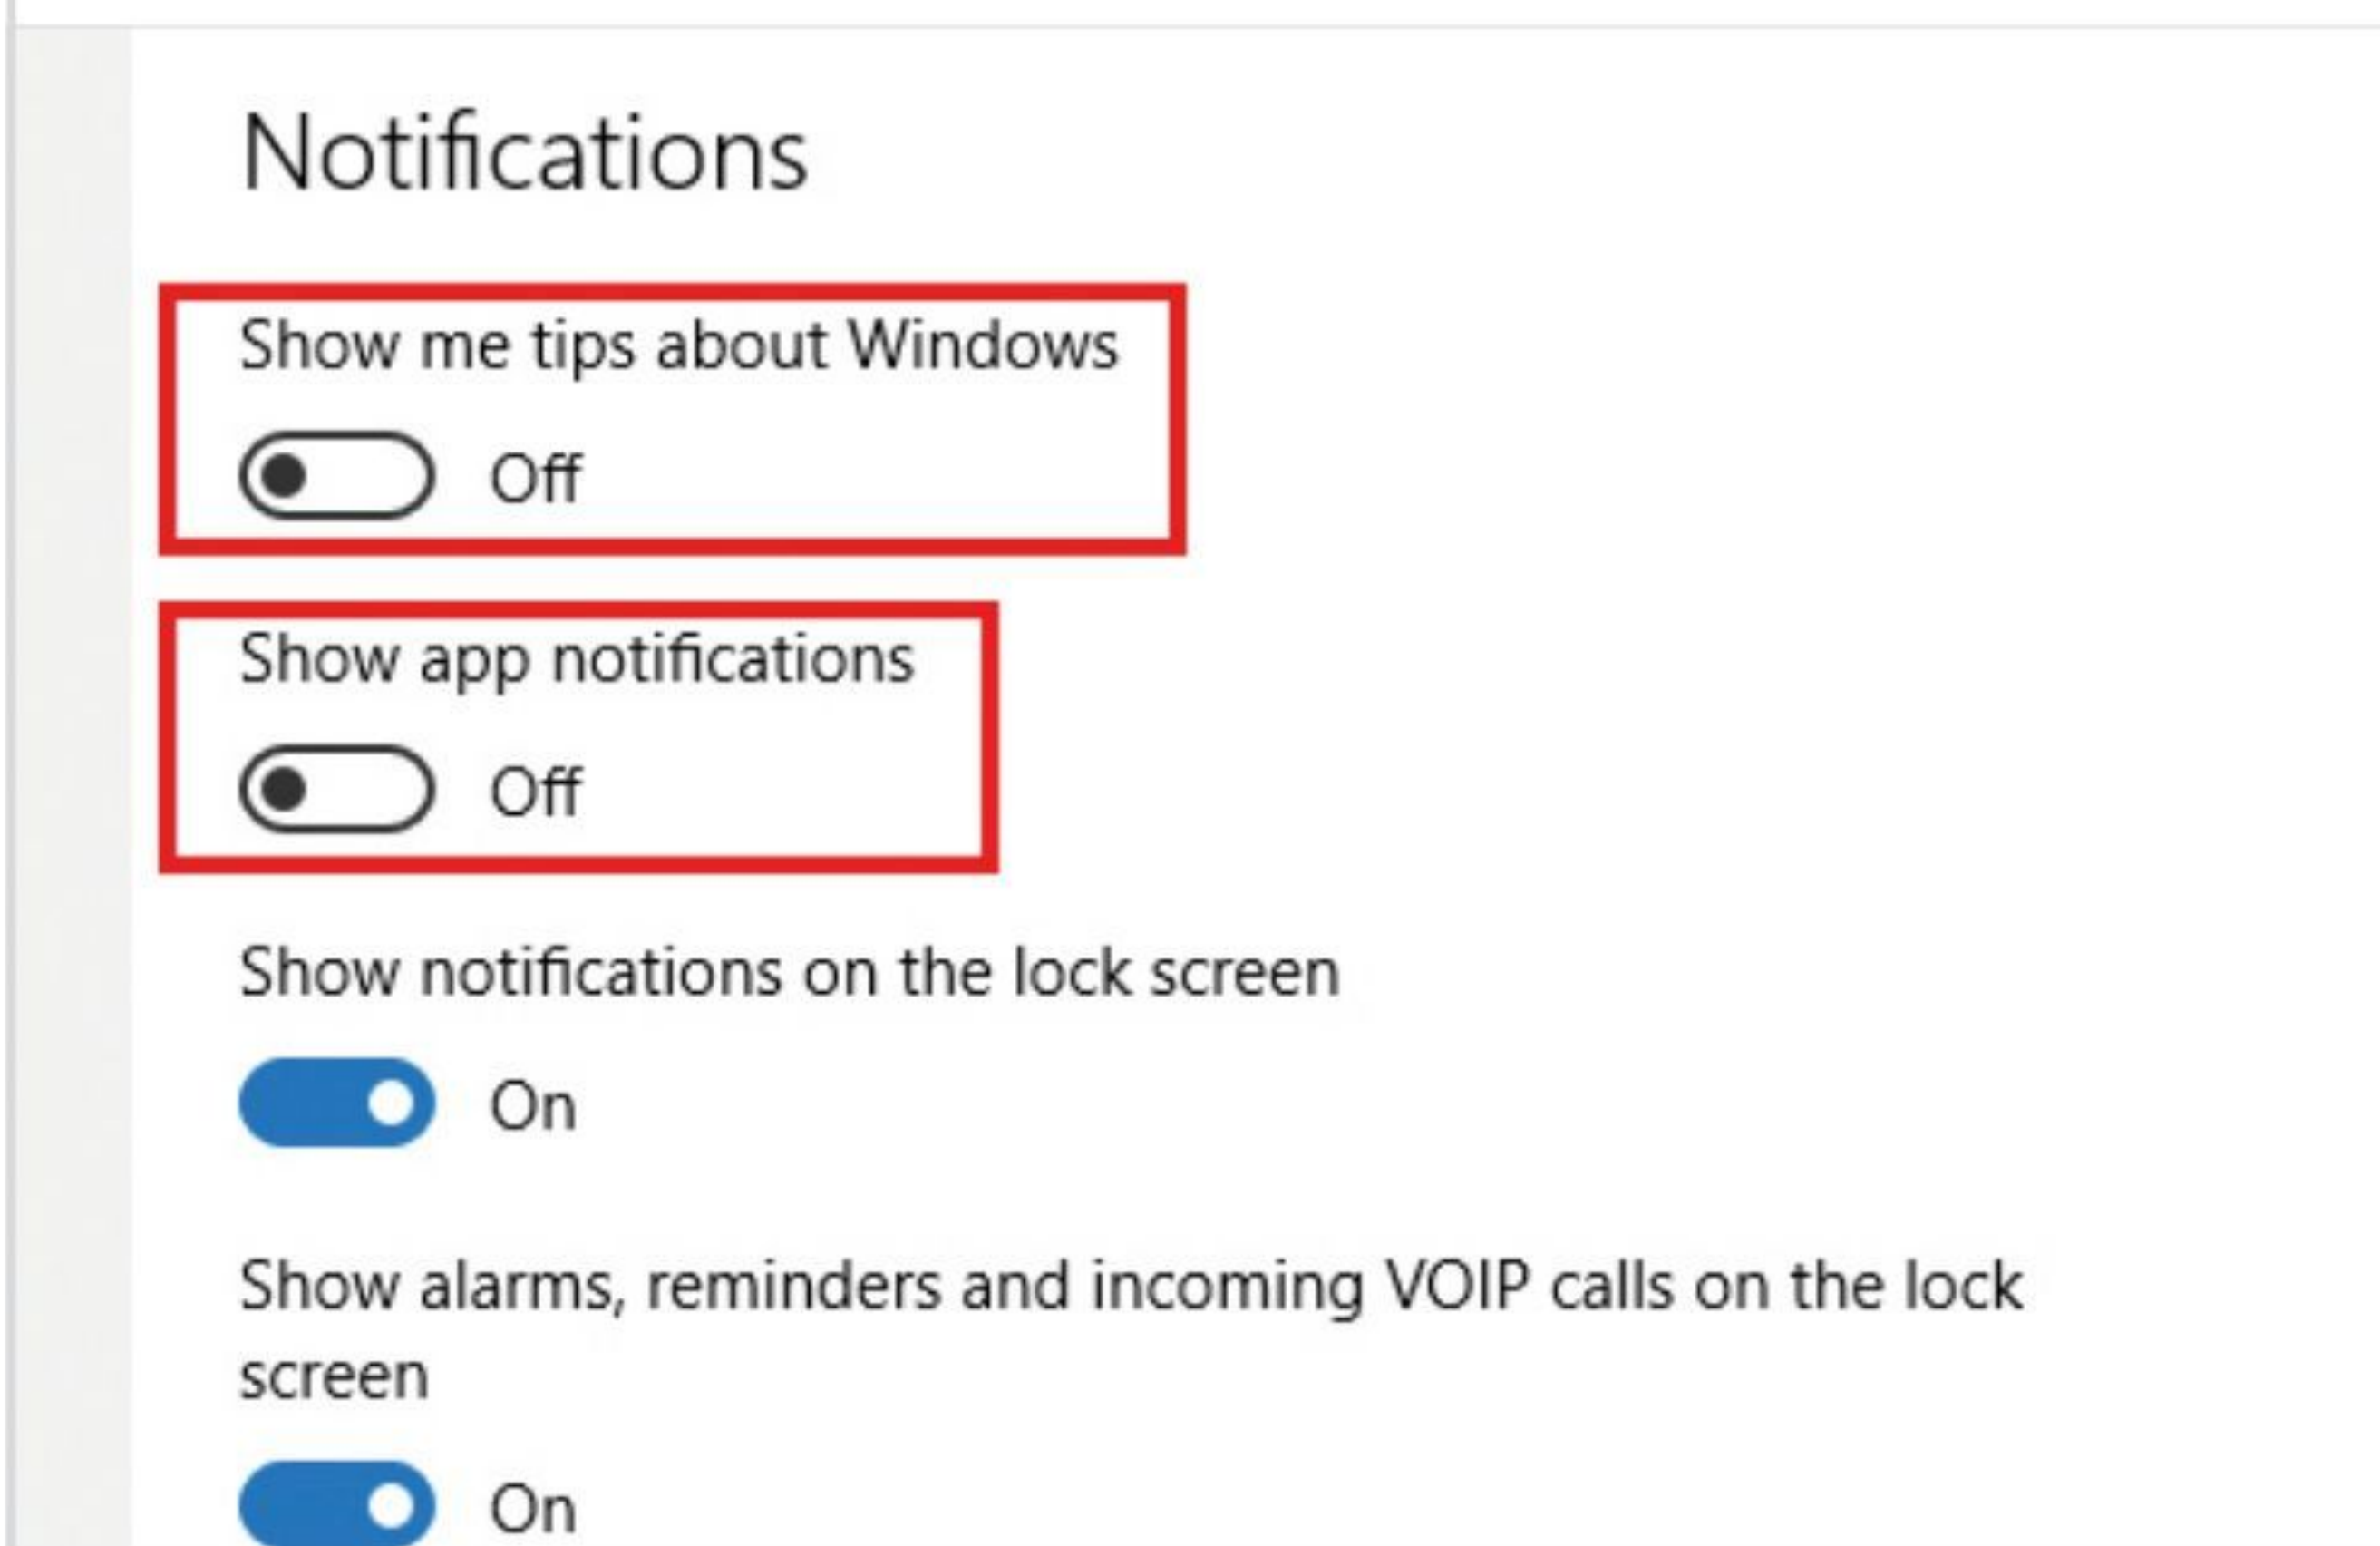 Notifications
Show me tips about Windows
Off
Show app notifications
Off
Show notifications on the lock screen
On
Show alarms, reminders and incoming VOIP calls on the lock
screen
On